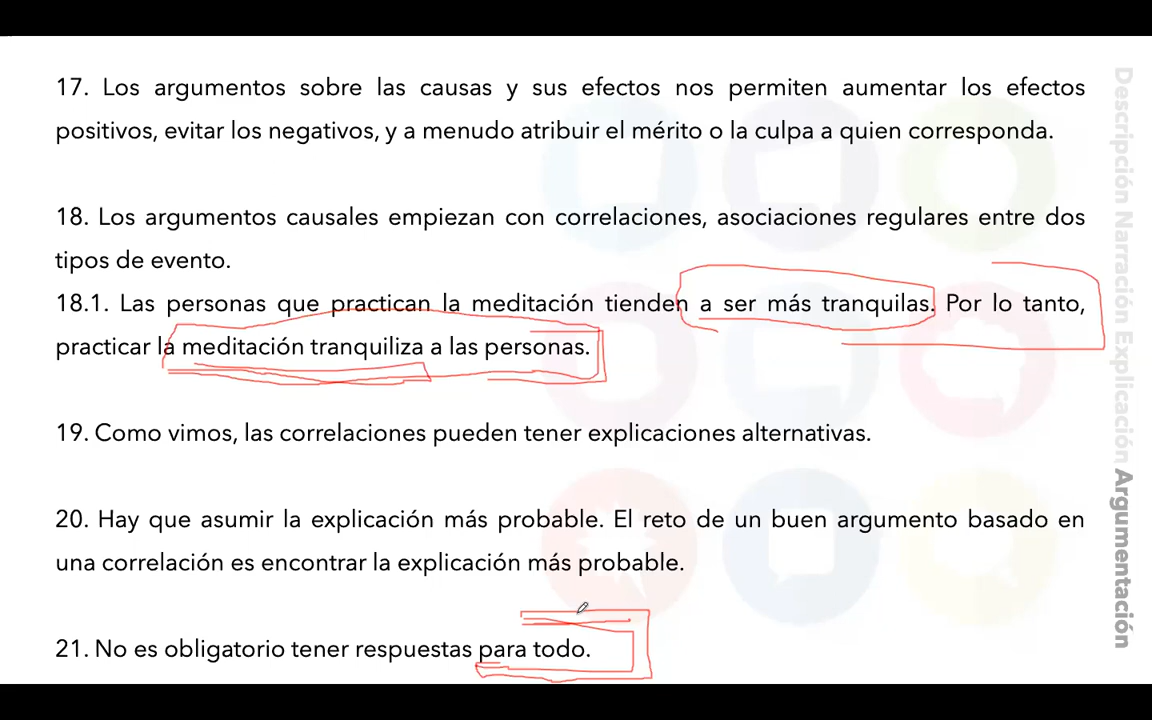 17. Los argumentos sobre las causas y sus efectos nos permiten aumentar los efectos
positivos, evitar los negativos, y a menudo atribuir el mérito o la culpa a quien corresponda.
18. Los argumentos causales empiezan con correlaciones, asociaciones regulares entre dos
tipos de evento.
18.1. Las personas que practican la meditación tienden a ser más tranquilas. Por lo tanto,
practicar la meditación tranquiliza a las personas.
19. Como vimos, las correlaciones pueden tener explicaciones alternativas.
20. Hay que asumir la explicación más probable. El reto de un buen argumento basado en
una correlación es encontrar la explicación más probable.
21. No es obligatorio tener respuestas para todo.
Descripción Narración Explicación Argumentación